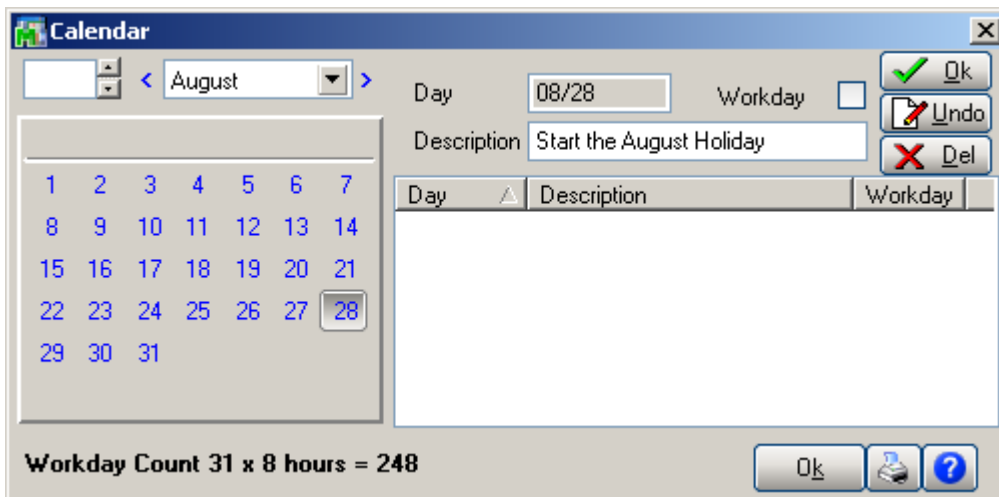 Calendar
< August >
Day 08/28 Workday
Ok
Undo
Description Start the August Holiday
Del
Day Description Workday
1 2 3 4 5 6 7
8 9 10 11 12 13 14
15 16 17 18 19 20 21
22 23 24 25 26 27 28
29 30 31
Workday Count 31 x 8 hours = 248
Ok ?